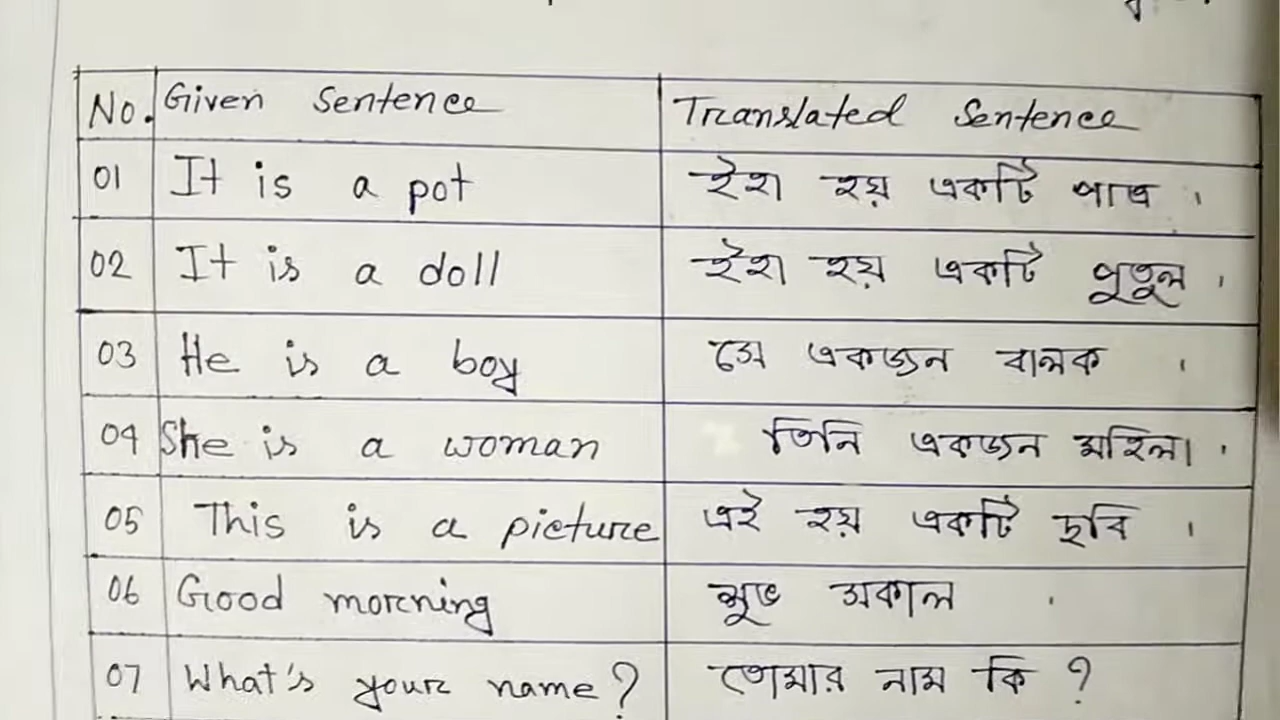 No. Given Sentence Translated Sentence
01 It is a pot ইহা হয় একটি পাত্র ।
02 It is a doll ইহা হয় একটি পুতুল ।
03 He is a boy সে একজন বালক ।
04 She is a woman তিনি একজন মহিলা ।
05 This is a picture এই হয় একটি ছবি ।
06 Good morning শুভ সকাল ।
07 What's your name? তোমার নাম কি ?